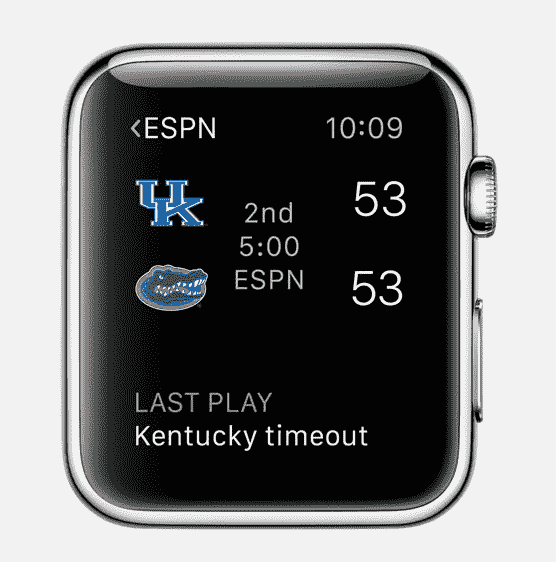 <ESPN 10:09
UK 53
2nd
5:00
ESPN
53
LAST PLAY
Kentucky timeout